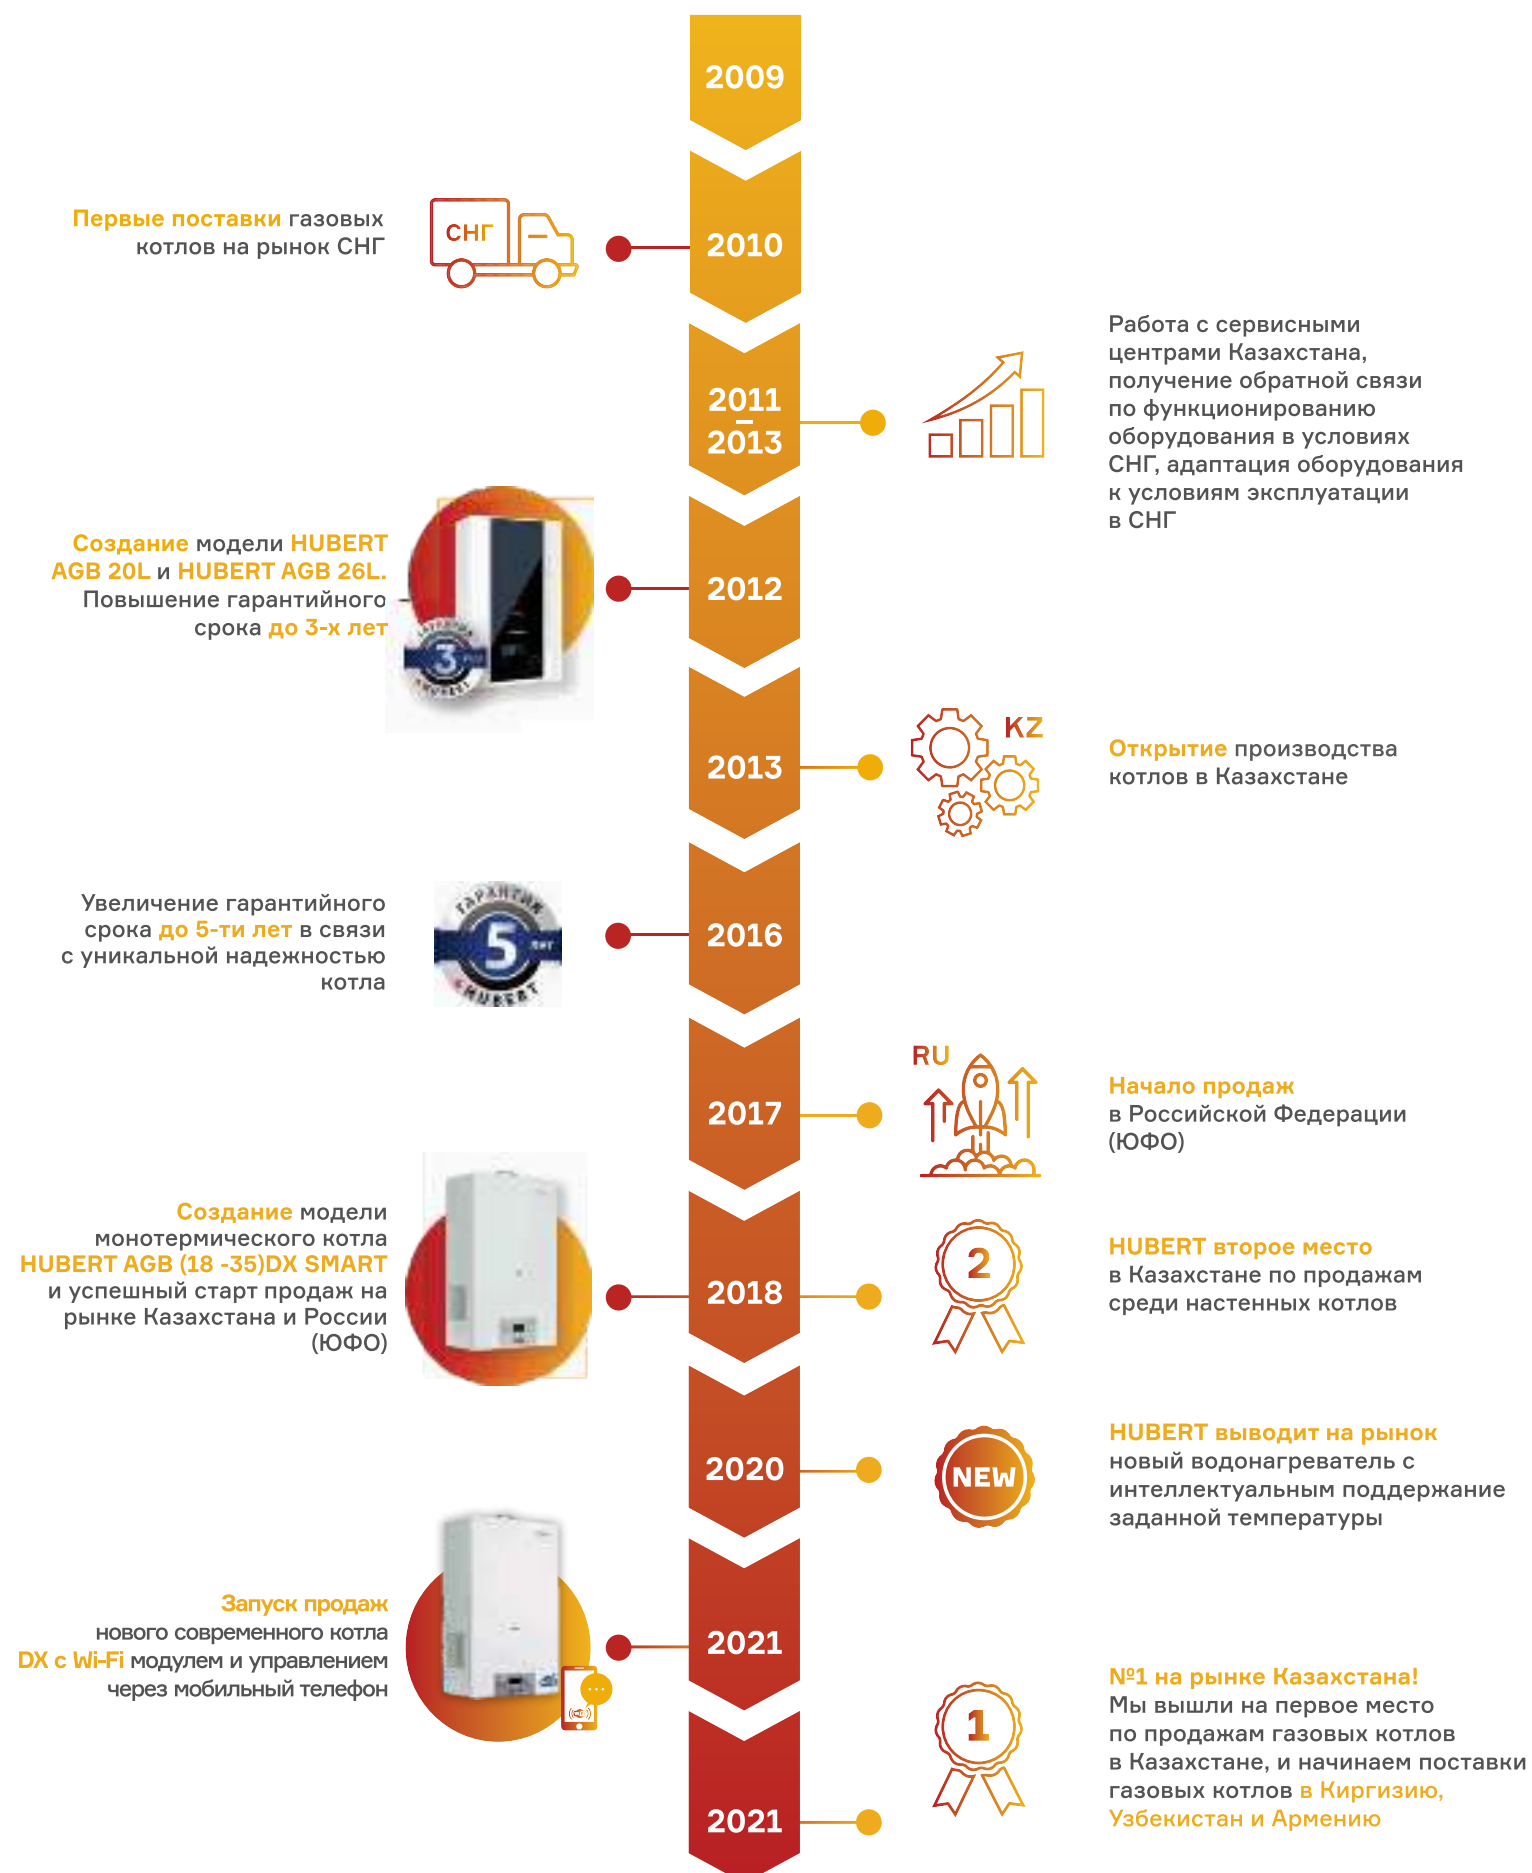 2009
Первые поставки газовых
котлов на рынок СНГ
СНГ
2010
2011
–
2013
Работа с сервисными
центрами Казахстана,
получение обратной связи
по функционированию
оборудования в условиях
СНГ, адаптация оборудования
к условиям эксплуатации
в СНГ
Создание модели HUBERT
AGB 20L и HUBERT AGB 26L.
Повышение гарантийного
срока до 3-х лет
3
HUBERT
2012
2013
KZ
Открытие производства
котлов в Казахстане
Увеличение гарантийного
срока до 5-ти лет в связи
с уникальной надежностью
котла
ГАРАНТИЯ
5 лет
HUBERT
2016
2017
RU
Начало продаж
в Российской Федерации
(ЮФО)
Создание модели
монотермического котла
HUBERT AGB (18 -35)DX SMART
и успешный старт продаж на
рынке Казахстана и России
(ЮФО)
2018
2
HUBERT второе место
в Казахстане по продажам
среди настенных котлов
2020
NEW
HUBERT выводит на рынок
новый водонагреватель с
интеллектуальным поддержание
заданной температуры
Запуск продаж
нового современного котла
DX с Wi-Fi модулем и управлением
через мобильный телефон
2021
2021
1
№1 на рынке Казахстана!
Мы вышли на первое место
по продажам газовых котлов
в Казахстане, и начинаем поставки
газовых котлов в Киргизию,
Узбекистан и Армению